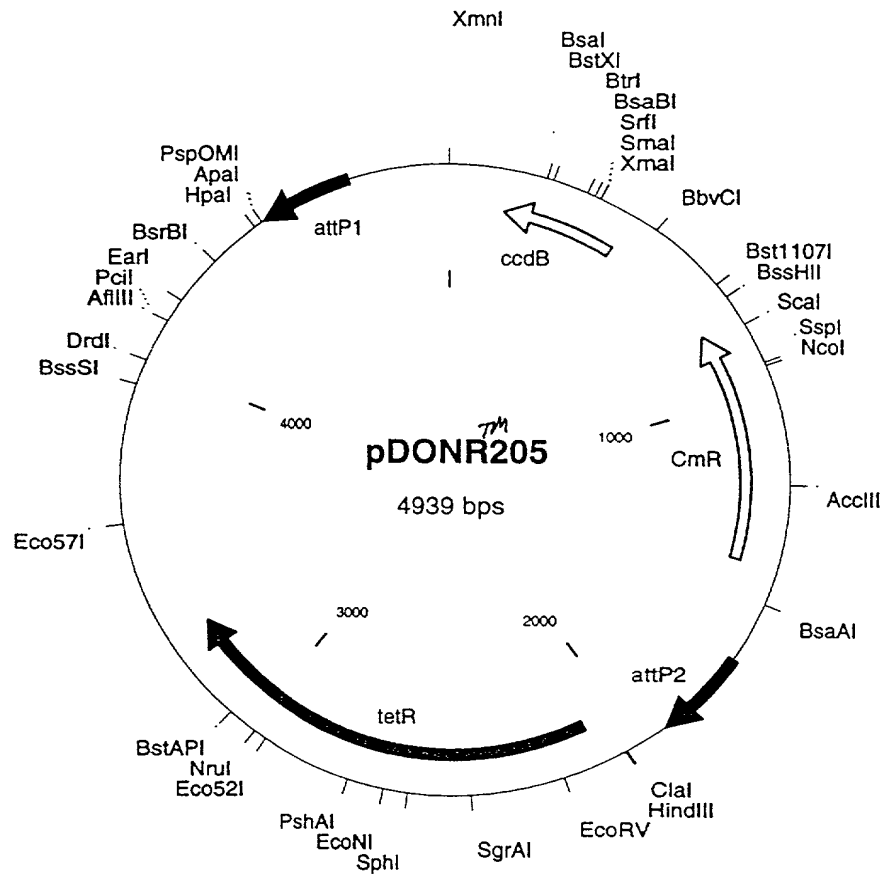 XmnI
BsaI
BstXI
BtrI
BsaBI
SrfI
SmaI
XmaI
PspOMI
ApaI
HpaI
BbvCI
attP1
BsrBI
ccdB
EarI
PciI
AflIII
Bst1107I
BssHII
ScaI
SspI
NcoI
DrdI
BssSI
4000
1000
TM
pDONR205
CmR
4939 bps
AccIII
Eco57I
3000
2000
BsaAI
attP2
tetR
BstAPI
NruI
Eco52I
ClaI
HindIII
PshAI
EcoNI
SphI
SgrAI
EcoRV